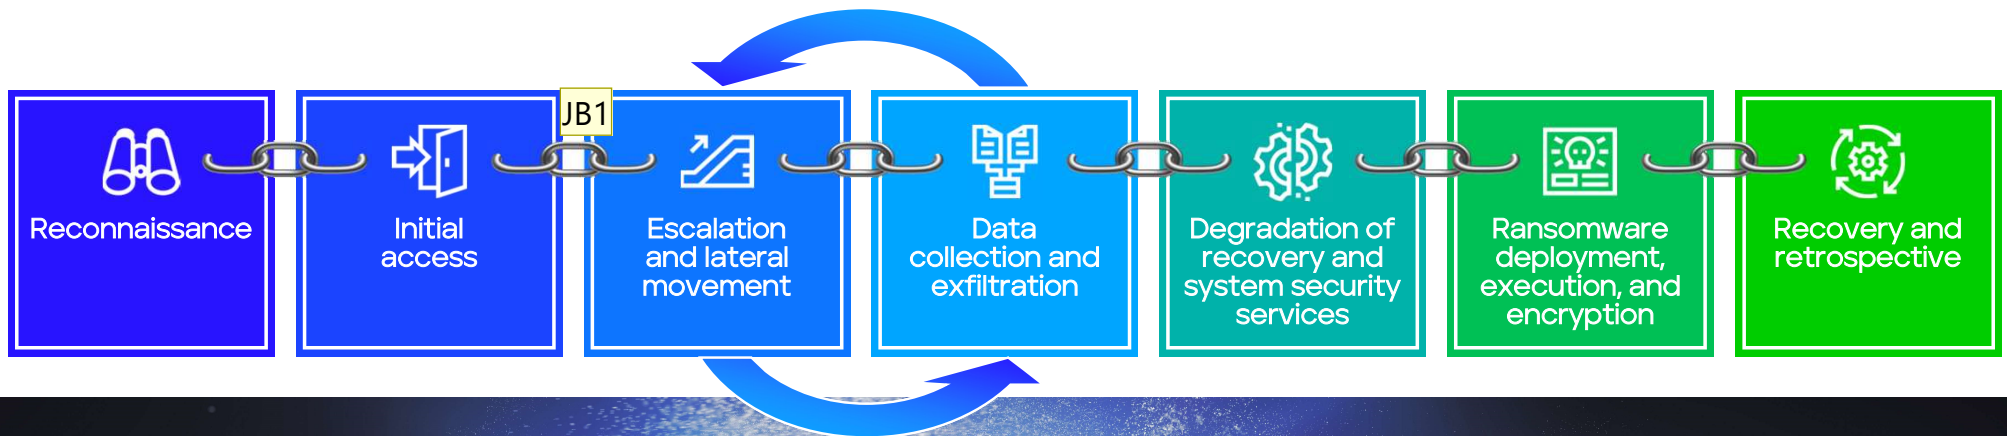 JB1
Reconnaissance
Initial
access
Escalation
and lateral
movement
Data
collection and
exfiltration
Degradation of
recovery and
system security
services
Ransomware
deployment,
execution, and
encryption
Recovery and
retrospective